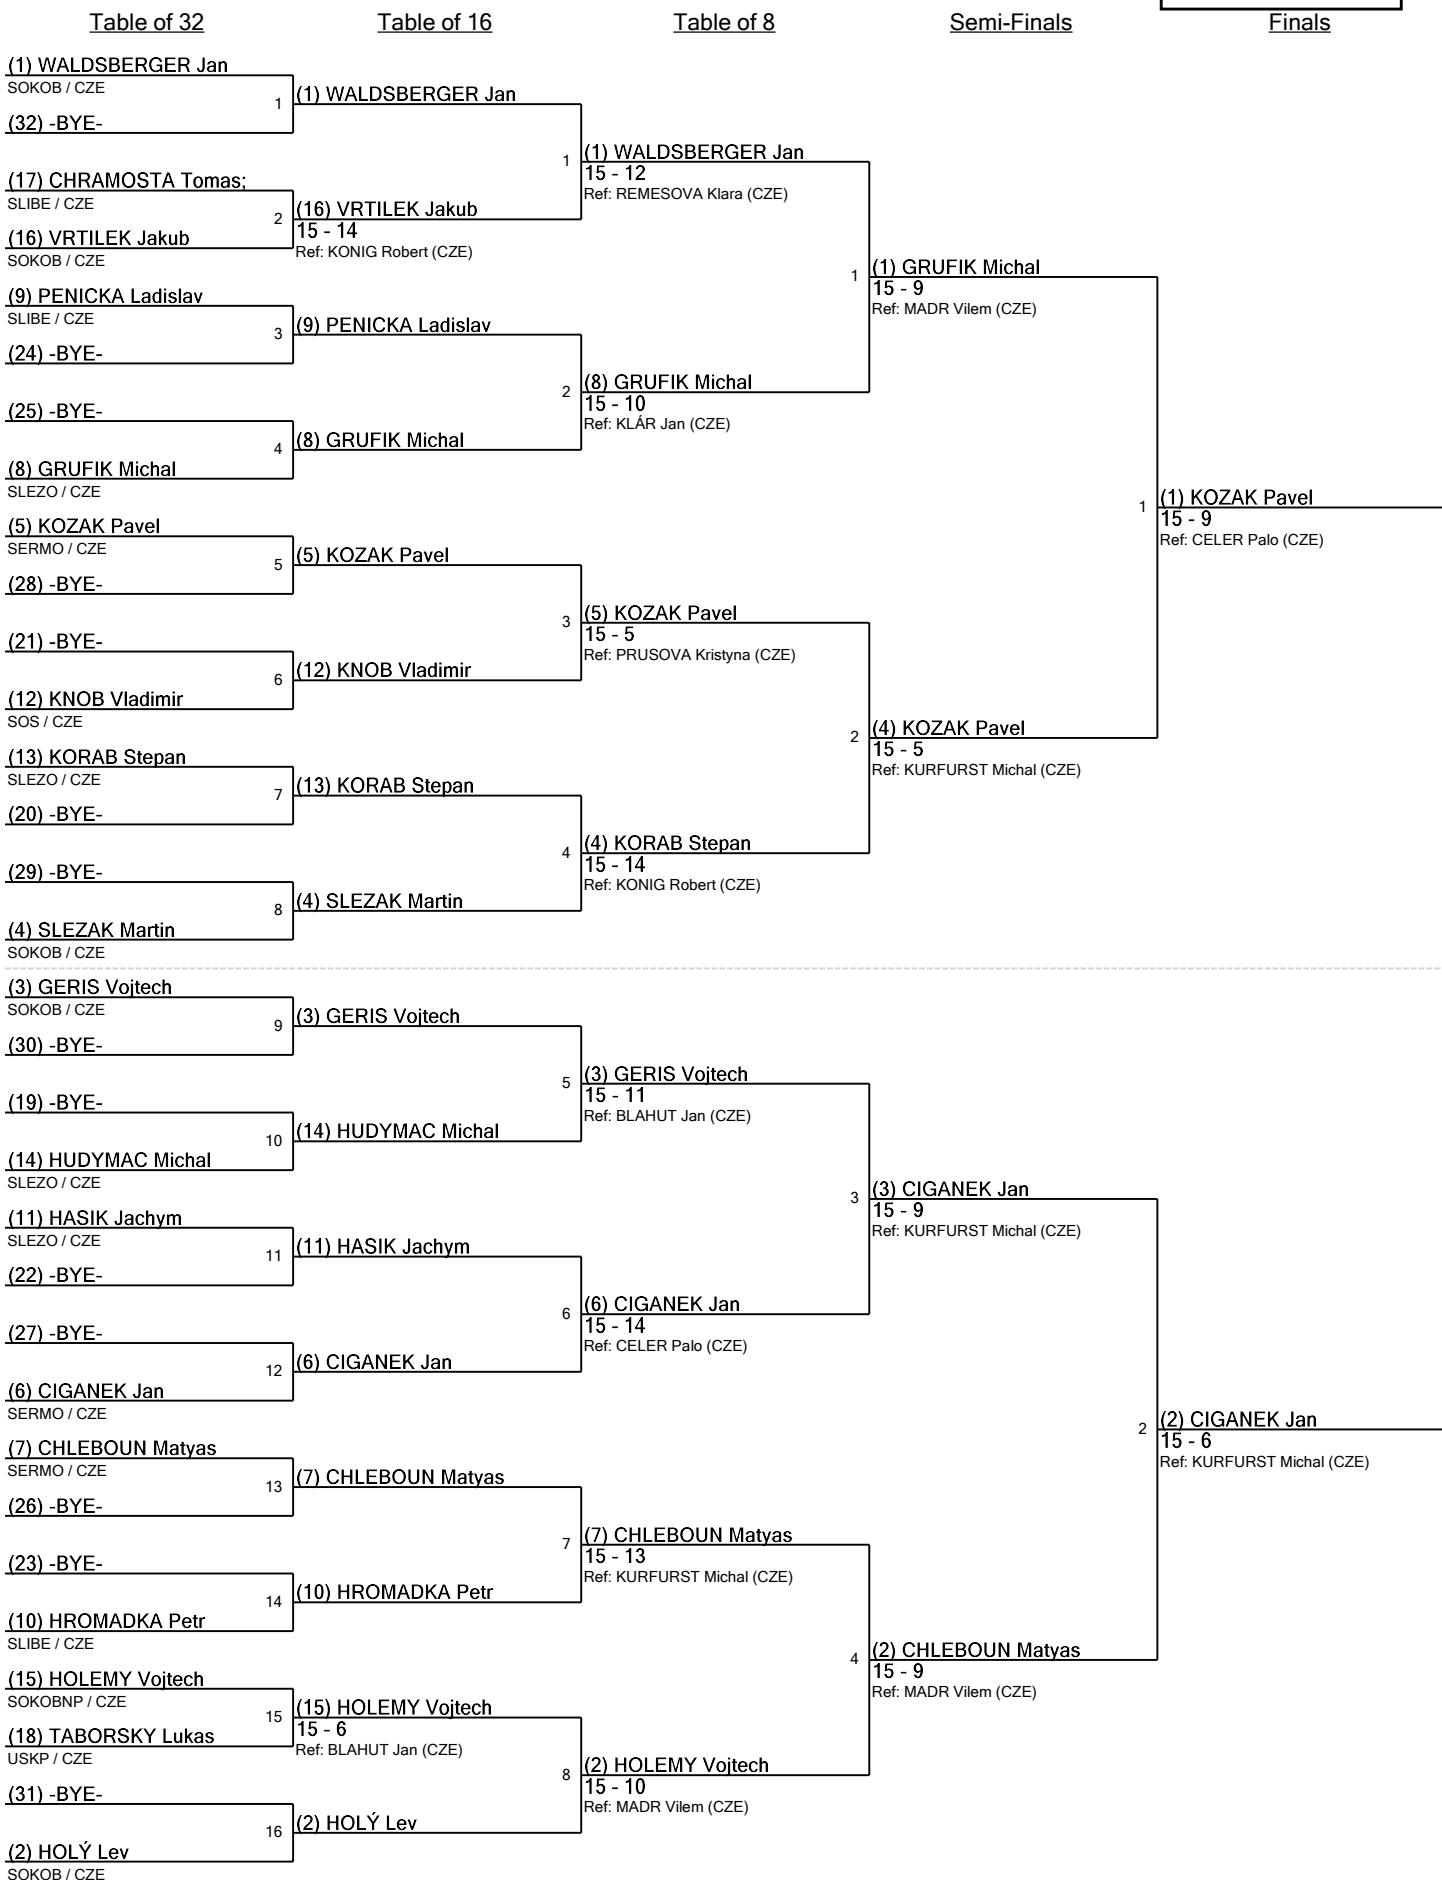 Table of 32
Table of 16
Table of 8
Semi-Finals
Finals
(1) WALDSBERGER Jan
SOKOB / CZE
1
(32) -BYE-
(17) CHRAMOSTA Tomas;
SLIBE / CZE
2
(16) VRTILEK Jakub
SOKOB / CZE
(9) PENICKA Ladislav
SLIBE / CZE
3
(24) -BYE-
(25) -BYE-
4
(8) GRUFIK Michal
SLEZO / CZE
(5) KOZAK Pavel
SERMO / CZE
5
(28) -BYE-
(21) -BYE-
6
(12) KNOB Vladimir
SOS / CZE
(13) KORAB Stepan
SLEZO / CZE
7
(20) -BYE-
(29) -BYE-
8
(4) SLEZAK Martin
SOKOB / CZE
(3) GERIS Vojtech
SOKOB / CZE
9
(30) -BYE-
(19) -BYE-
10
(14) HUDYMAC Michal
SLEZO / CZE
(11) HASIK Jachym
SLEZO / CZE
11
(22) -BYE-
(27) -BYE-
12
(6) CIGANEK Jan
SERMO / CZE
(7) CHLEBOUN Matyas
SERMO / CZE
13
(26) -BYE-
(23) -BYE-
14
(10) HROMADKA Petr
SLIBE / CZE
(15) HOLEMY Vojtech
SOKOBNP / CZE
15
(18) TABORSKY Lukas
USKP / CZE
(31) -BYE-
16
(2) HOLÝ Lev
SOKOB / CZE
(1) WALDSBERGER Jan
1
(16) VRTILEK Jakub
15 - 14
Ref: KONIG Robert (CZE)
(9) PENICKA Ladislav
2
(8) GRUFIK Michal
(5) KOZAK Pavel
3
(12) KNOB Vladimir
(13) KORAB Stepan
4
(4) SLEZAK Martin
(3) GERIS Vojtech
5
(14) HUDYMAC Michal
(11) HASIK Jachym
6
(6) CIGANEK Jan
(7) CHLEBOUN Matyas
7
(10) HROMADKA Petr
(15) HOLEMY Vojtech
15 - 6
Ref: BLAHUT Jan (CZE)
8
(2) HOLÝ Lev
(1) WALDSBERGER Jan
15 - 12
Ref: REMESOVA Klara (CZE)
1
(8) GRUFIK Michal
15 - 10
Ref: KLÁR Jan (CZE)
(5) KOZAK Pavel
15 - 5
Ref: PRUSOVA Kristyna (CZE)
2
(4) KORAB Stepan
15 - 14
Ref: KONIG Robert (CZE)
(3) GERIS Vojtech
15 - 11
Ref: BLAHUT Jan (CZE)
3
(6) CIGANEK Jan
15 - 14
Ref: CELER Palo (CZE)
(7) CHLEBOUN Matyas
15 - 13
Ref: KURFURST Michal (CZE)
4
(2) HOLEMY Vojtech
15 - 10
Ref: MADR Vilem (CZE)
(1) GRUFIK Michal
15 - 9
Ref: MADR Vilem (CZE)
1
(4) KOZAK Pavel
15 - 5
Ref: KURFURST Michal (CZE)
(3) CIGANEK Jan
15 - 9
Ref: KURFURST Michal (CZE)
2
(2) CHLEBOUN Matyas
15 - 9
Ref: MADR Vilem (CZE)
(1) KOZAK Pavel
15 - 9
Ref: CELER Palo (CZE)
(2) CIGANEK Jan
15 - 6
Ref: KURFURST Michal (CZE)